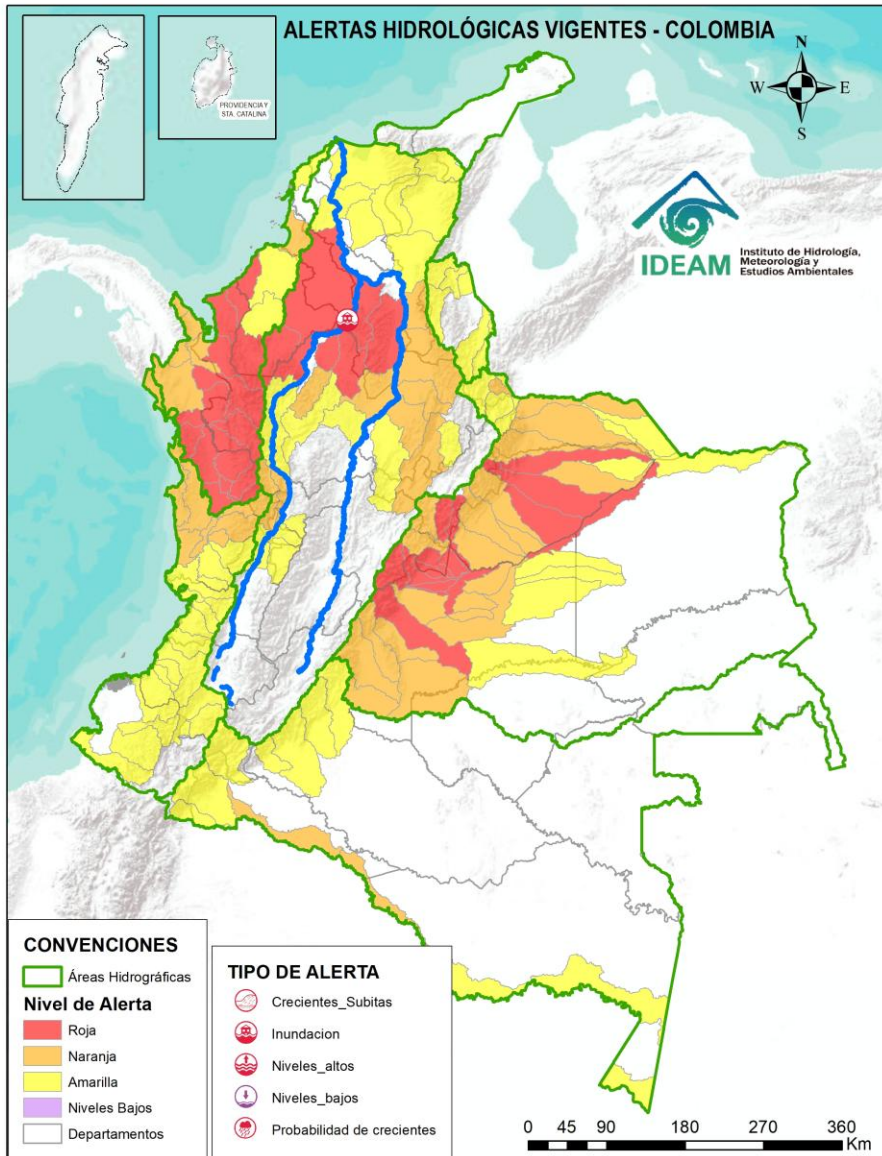 ALERTAS HIDROLÓGICAS VIGENTES - COLOMBIA
PROVIDENCIA Y
STA. CATALINA
N
W
E
S
IDEAM
Instituto de Hidrología,
Meteorología y
Estudios Ambientales
CONVENCIONES
Áreas Hidrográficas
Nivel de Alerta
Roja
Naranja
Amarilla
Niveles Bajos
Departamentos
TIPO DE ALERTA
Crecientes_Subitas
Inundacion
Niveles_altos
Niveles_bajos
Probabilidad de crecientes
0 45 90 180 270 360
Km